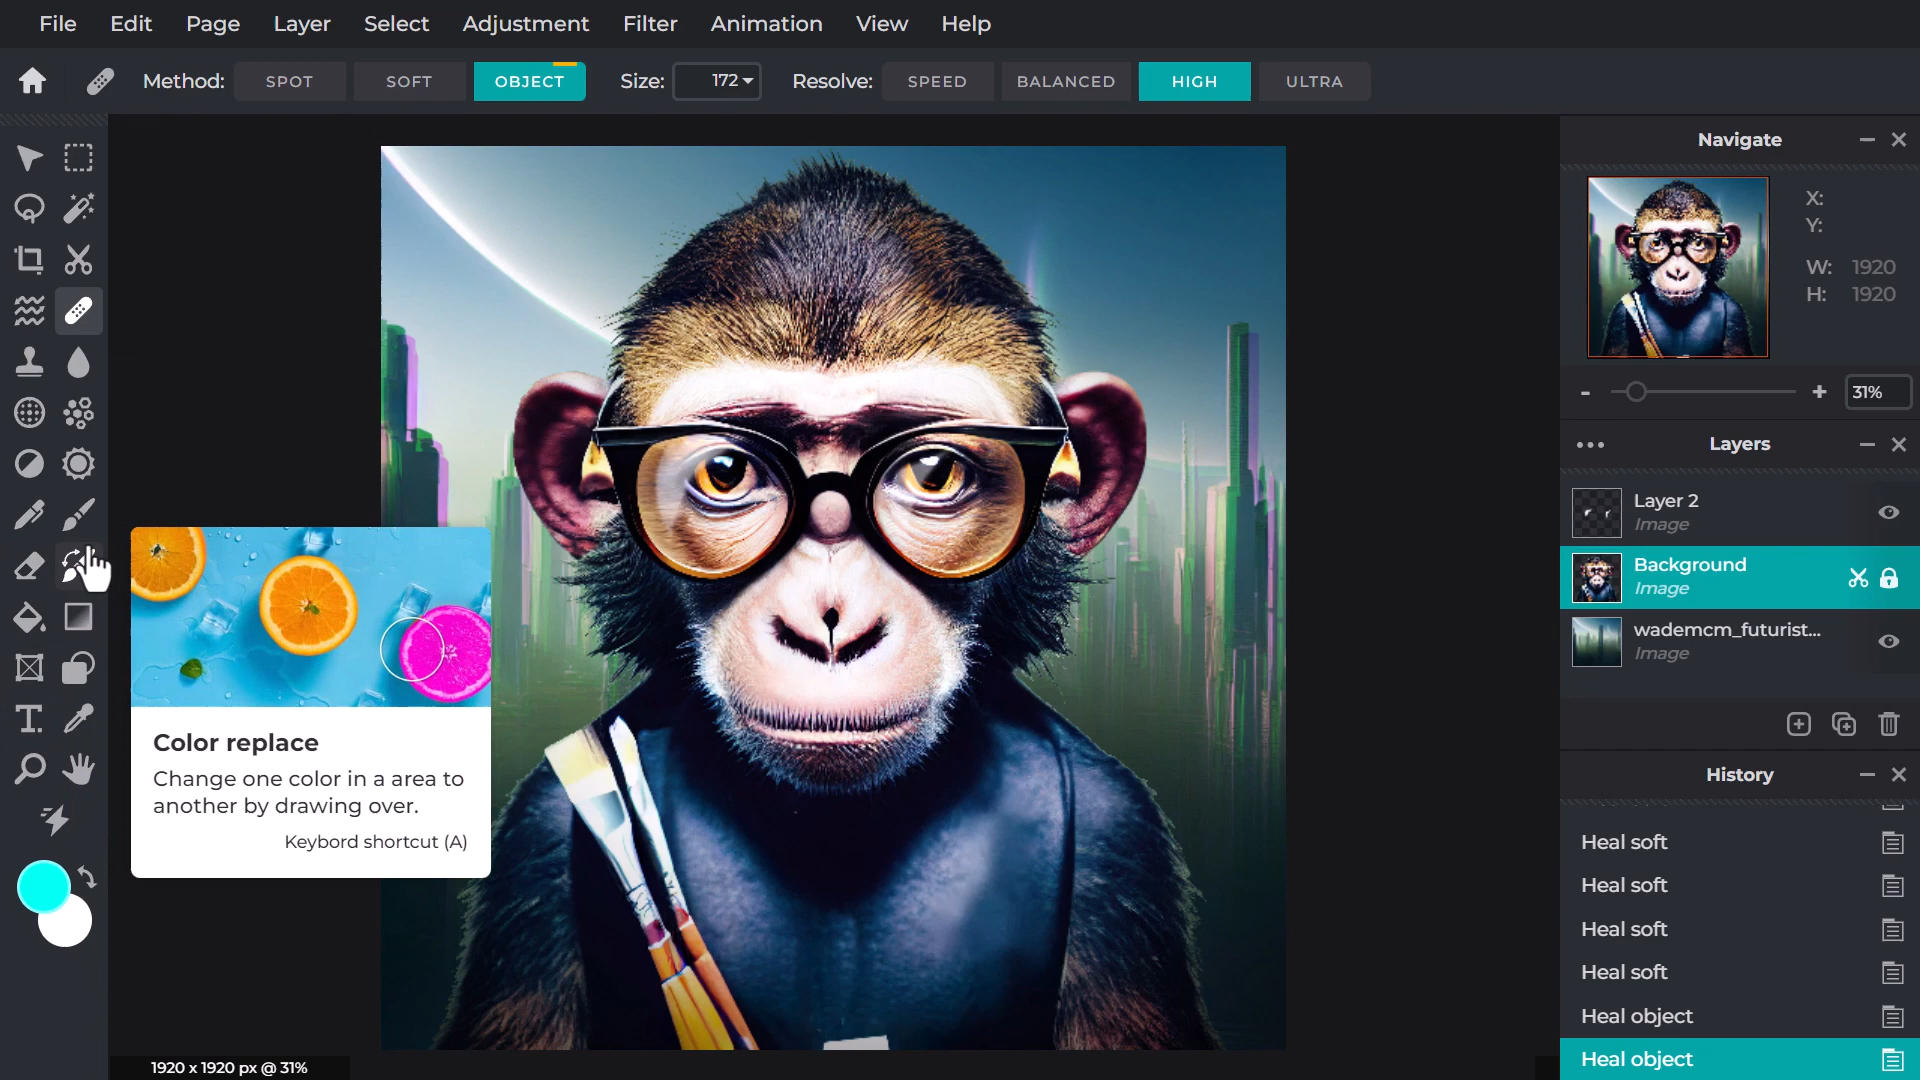 File Edit Page Layer Select Adjustment Filter Animation View Help
Method: SPOT SOFT OBJECT Size: 172 Resolve: SPEED BALANCED HIGH ULTRA
Navigate
X:
Y:
W: 1920
H: 1920
- + 31%
Layers
Layer 2
Image
Background
Image
wademcm_futurist...
Image
History
Heal soft
Heal soft
Heal soft
Heal soft
Heal object
Heal object
Color replace
Change one color in a area to
another by drawing over.
Keybord shortcut (A)
1920 x 1920 px @ 31%